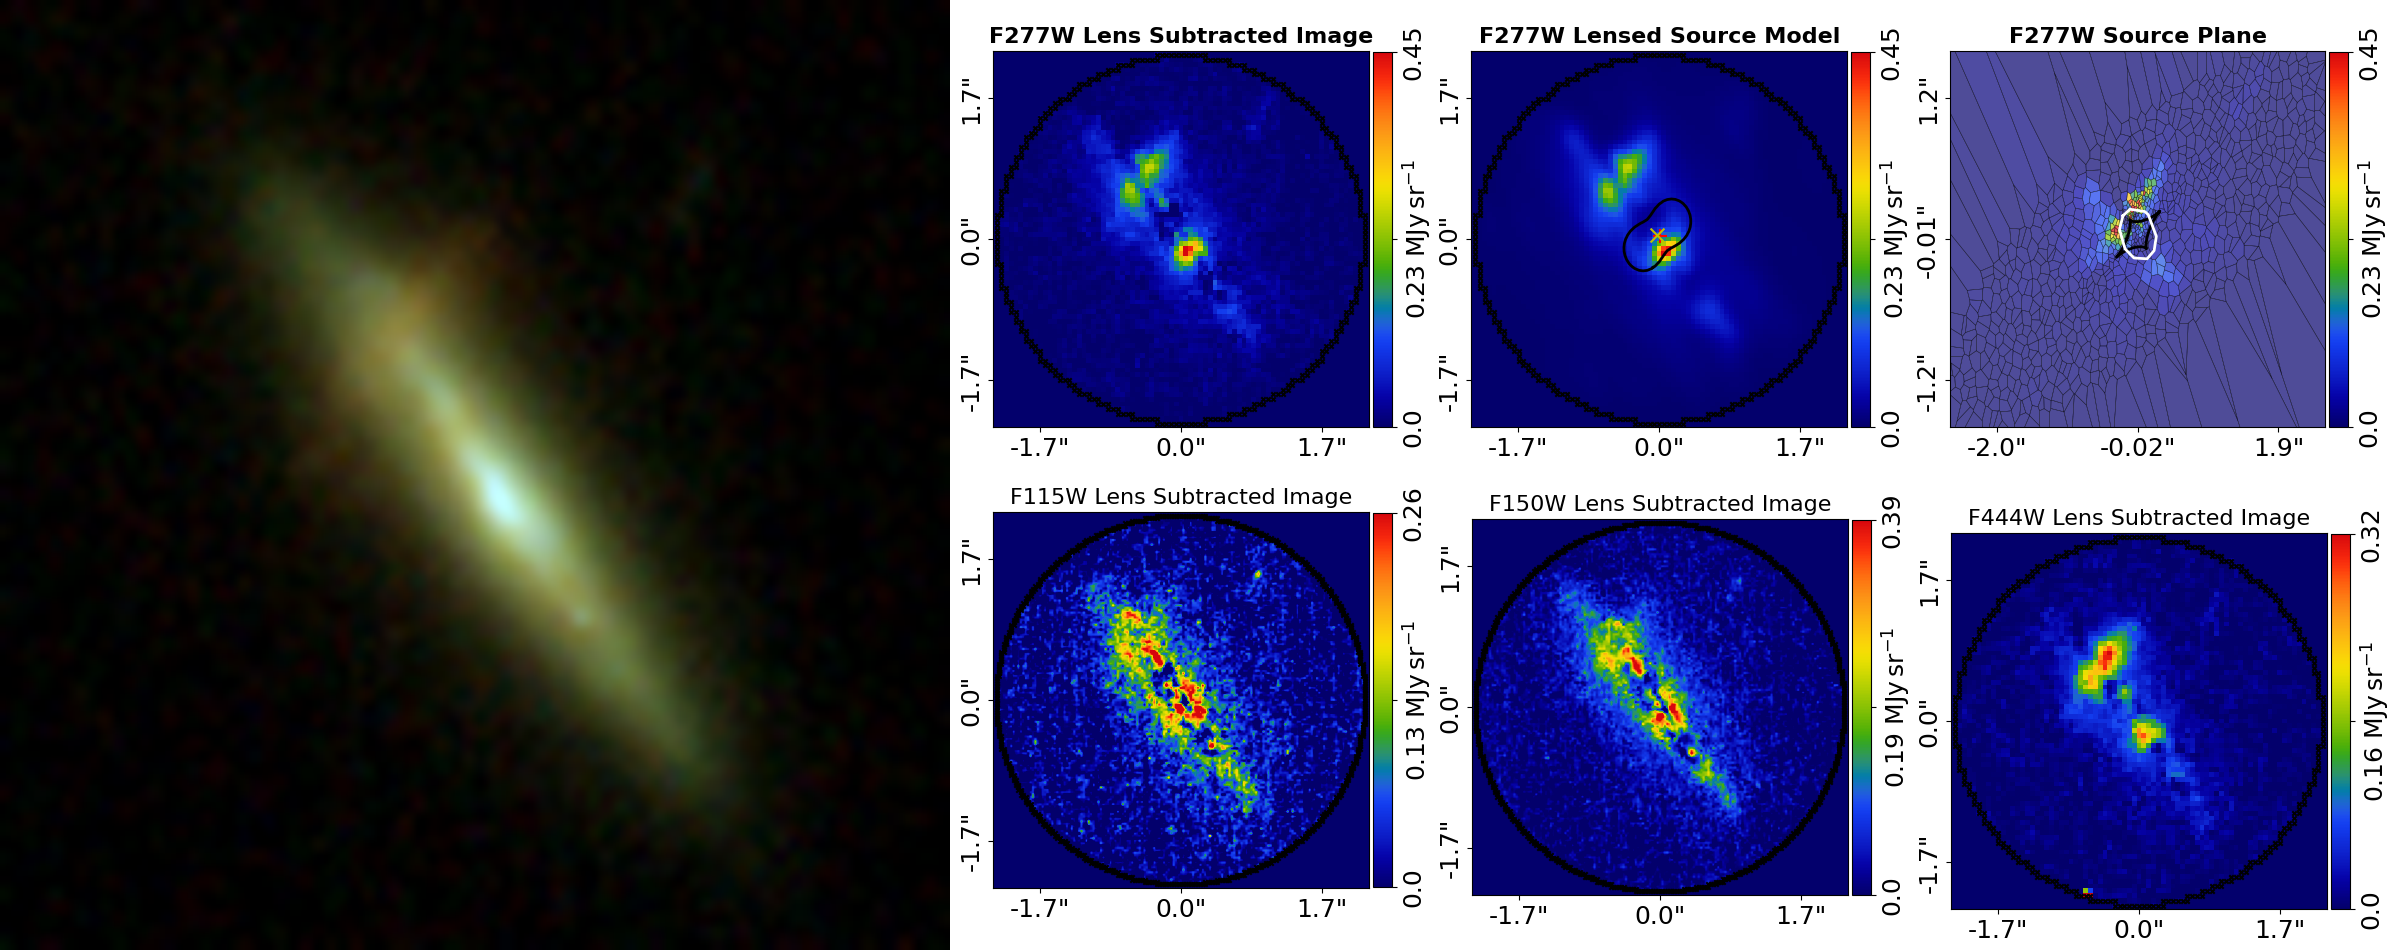 F277W Lens Subtracted Image
1.7"
0.0"
-1.7"
-1.7" 0.0" 1.7"
0.45
0.23 MJy sr⁻¹
0.0
F277W Lensed Source Model
1.7"
0.0"
-1.7"
-1.7" 0.0" 1.7"
0.45
0.23 MJy sr⁻¹
0.0
F277W Source Plane
1.2"
-0.01"
-1.2"
-2.0" -0.02" 1.9"
0.45
0.23 MJy sr⁻¹
0.0
F115W Lens Subtracted Image
1.7"
0.0"
-1.7"
-1.7" 0.0" 1.7"
0.26
0.13 MJy sr⁻¹
0.0
F150W Lens Subtracted Image
1.7"
0.0"
-1.7"
-1.7" 0.0" 1.7"
0.39
0.19 MJy sr⁻¹
0.0
F444W Lens Subtracted Image
1.7"
0.0"
-1.7"
-1.7" 0.0" 1.7"
0.32
0.16 MJy sr⁻¹
0.0